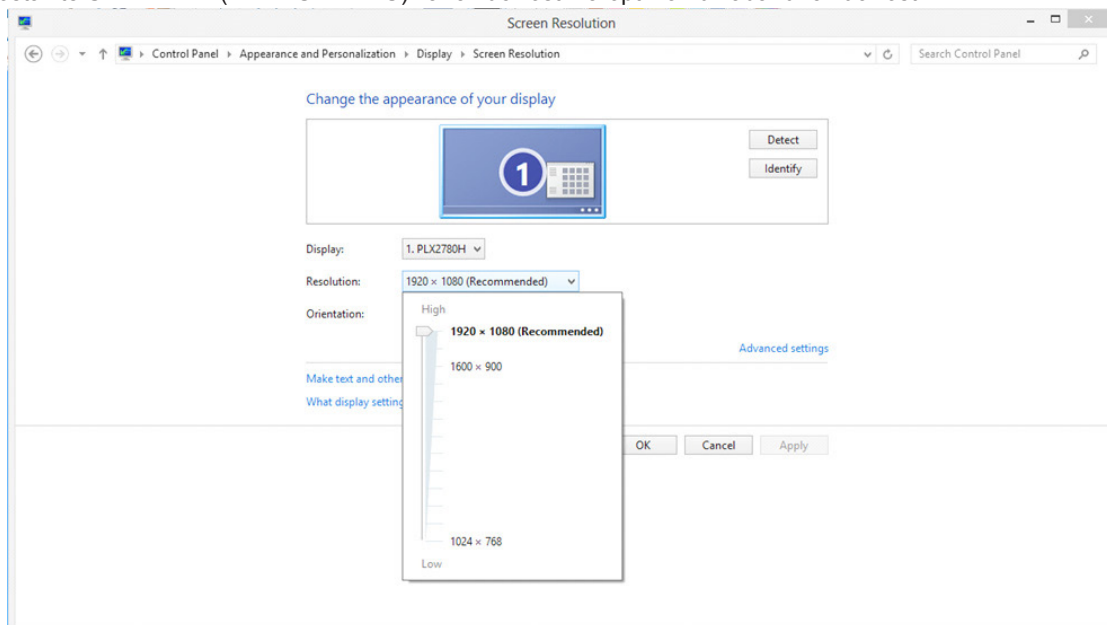 Screen Resolution
Control Panel ▸ Appearance and Personalization ▸ Display ▸ Screen Resolution
Search Control Panel
Change the appearance of your display
1
Detect
Identify
Display: 1. PLX2780H
Resolution: 1920 × 1080 (Recommended)
Orientation:
High
1920 × 1080 (Recommended)
Advanced settings
1600 × 900
Make text and other
What display setting
OK Cancel Apply
1024 × 768
Low